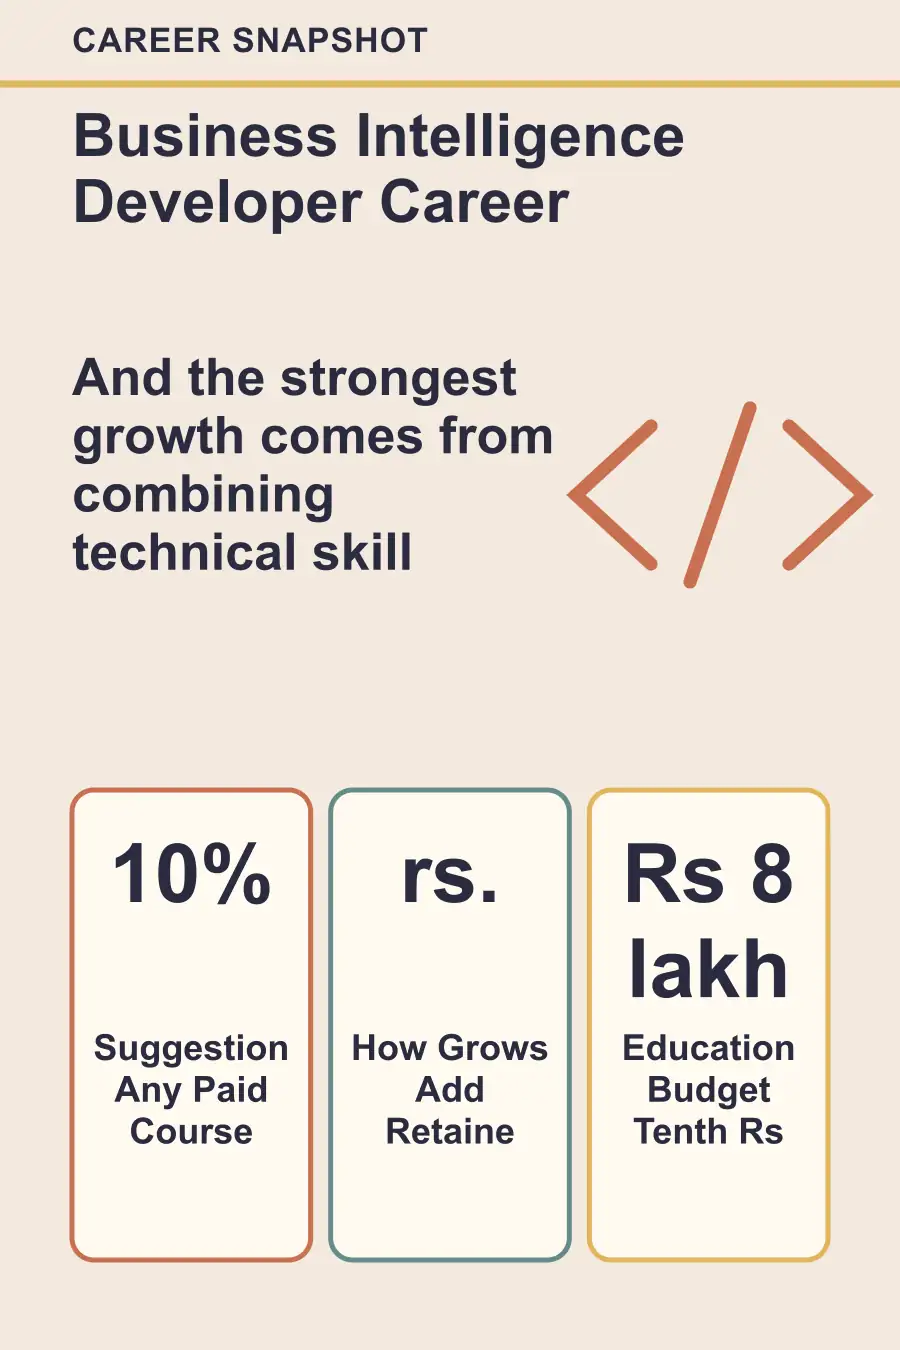 CAREER SNAPSHOT
Business Intelligence
Developer Career
And the strongest
growth comes from
combining
technical skill
10%
Suggestion
Any Paid
Course
rs.
How Grows
Add
Retaine
Rs 8
lakh
Education
Budget
Tenth Rs